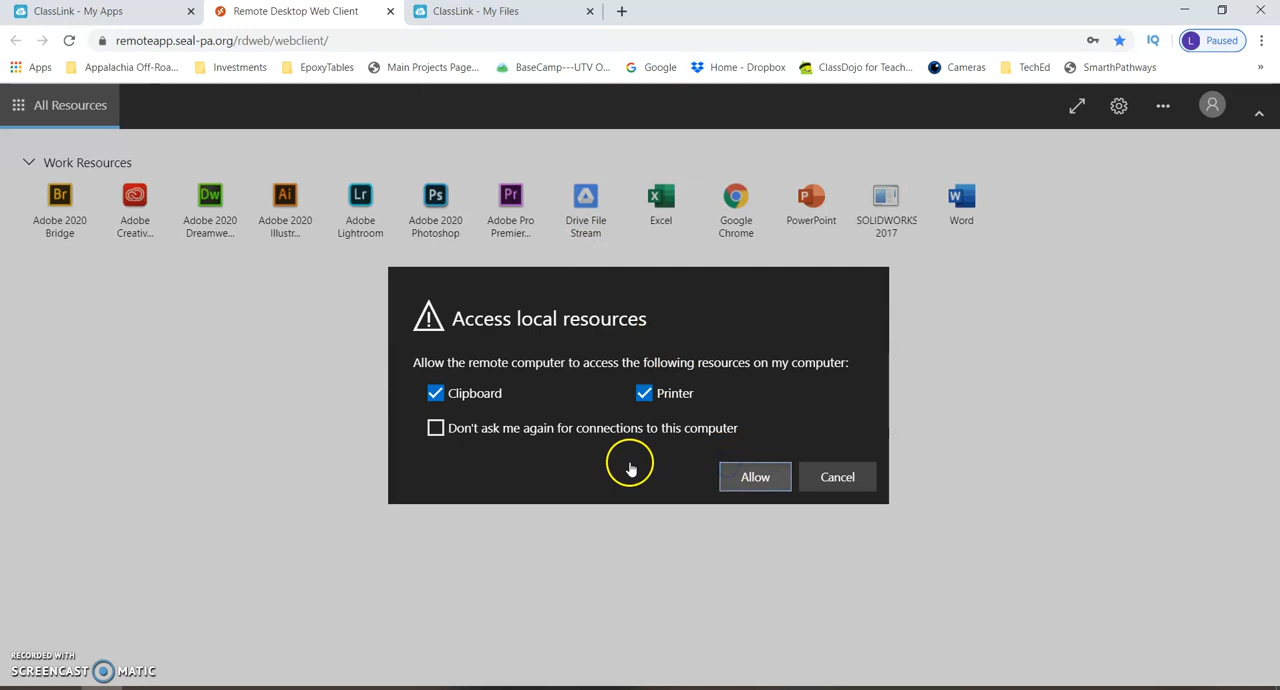 ClassLink - My Apps
Remote Desktop Web Client
ClassLink - My Files
remoteapp.seal-pa.org/rdweb/webclient/
IQ
L Paused
Apps
Appalachia Off-Roa...
Investments
EpoxyTables
Main Projects Page...
BaseCamp---UTV O...
Google
Home - Dropbox
ClassDojo for Teach...
Cameras
TechEd
SmarthPathways
»
All Resources
Work Resources
Br
Dw
Ai
Lr
Ps
Pr
Adobe 2020 Bridge
Adobe Creativ...
Adobe 2020 Dreamwe...
Adobe 2020 Illustr...
Adobe Lightroom
Adobe 2020 Photoshop
Adobe Pro Premier...
Drive File Stream
Excel
Google Chrome
PowerPoint
SOLIDWORKS 2017
Word
Access local resources
Allow the remote computer to access the following resources on my computer:
Clipboard
Printer
Don't ask me again for connections to this computer
Allow
Cancel
RECORDED WITH
SCREENCAST MATIC